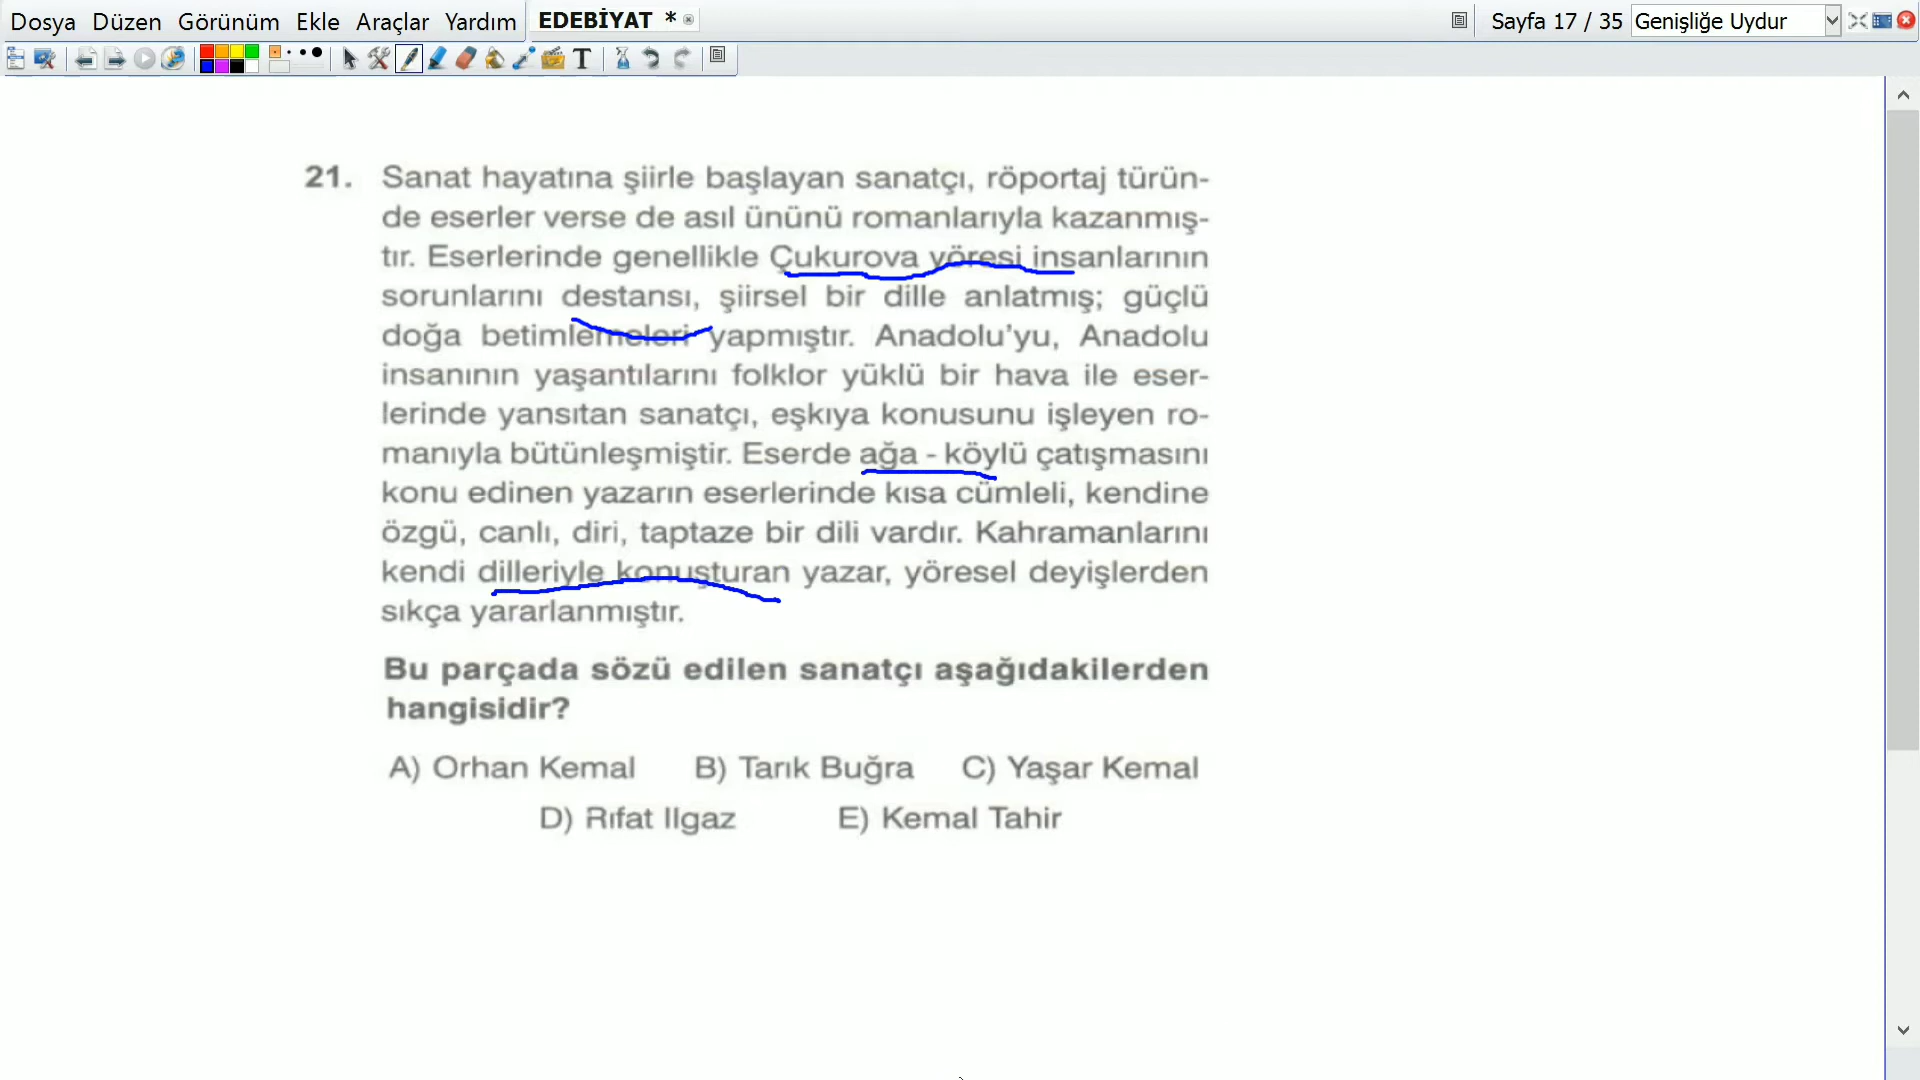 Dosya Düzen Görünüm Ekle Araçlar Yardım EDEBİYAT * Sayfa 17 / 35 Genişliğe Uydur
21. Sanat hayatına şiirle başlayan sanatçı, röportaj türün-
de eserler verse de asıl ününü romanlarıyla kazanmış-
tır. Eserlerinde genellikle Çukurova yöresi insanlarının
sorunlarını destansı, şiirsel bir dille anlatmış; güçlü
doğa betimlemeleri yapmıştır. Anadolu'yu, Anadolu
insanının yaşantılarını folklor yüklü bir hava ile eser-
lerinde yansıtan sanatçı, eşkıya konusunu işleyen ro-
manıyla bütünleşmiştir. Eserde ağa - köylü çatışmasını
konu edinen yazarın eserlerinde kısa cümleli, kendine
özgü, canlı, diri, taptaze bir dili vardır. Kahramanlarını
kendi dilleriyle konuşturan yazar, yöresel deyişlerden
sıkça yararlanmıştır.
Bu parçada sözü edilen sanatçı aşağıdakilerden
hangisidir?
A) Orhan Kemal B) Tarık Buğra C) Yaşar Kemal
D) Rıfat Ilgaz E) Kemal Tahir